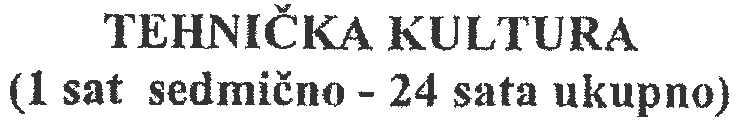 TEHNIČKA KULTURA
(1 sat sedmično - 24 sata ukupno)